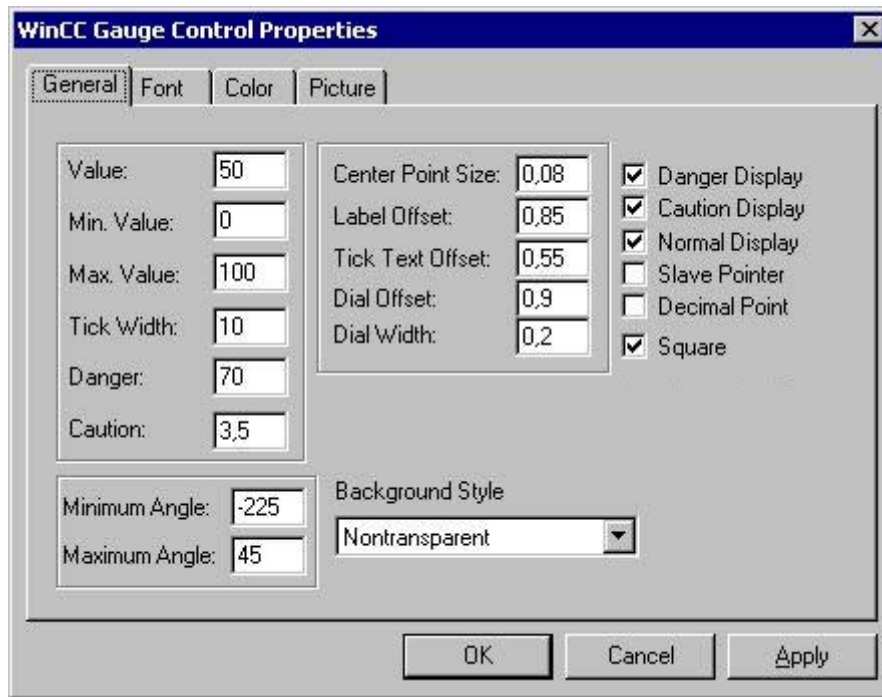 WinCC Gauge Control Properties
General
Font
Color
Picture
Value: 50
Min. Value: 0
Max. Value: 100
Tick Width: 10
Danger: 70
Caution: 3,5
Center Point Size: 0,08
Label Offset: 0,85
Tick Text Offset: 0,55
Dial Offset: 0,9
Dial Width: 0,2
Danger Display
Caution Display
Normal Display
Slave Pointer
Decimal Point
Square
Minimum Angle: -225
Maximum Angle: 45
Background Style
Nontransparent
OK
Cancel
Apply